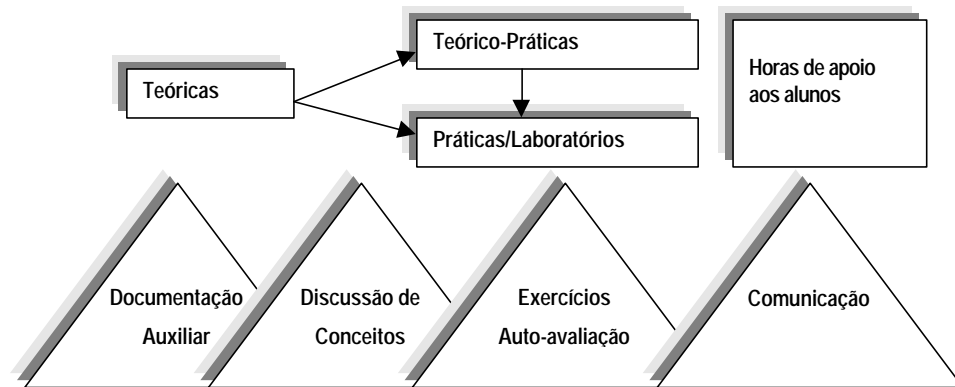 Teórico-Práticas
Teóricas
Horas de apoio
aos alunos
Práticas/Laboratórios
Documentação
Auxiliar
Discussão de
Conceitos
Exercícios
Auto-avaliação
Comunicação